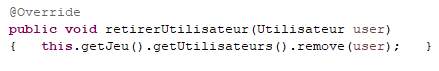 @Override
public void retirerUtilisateur(Utilisateur user)
{   this.getJeu().getUtilisateurs().remove(user);   }